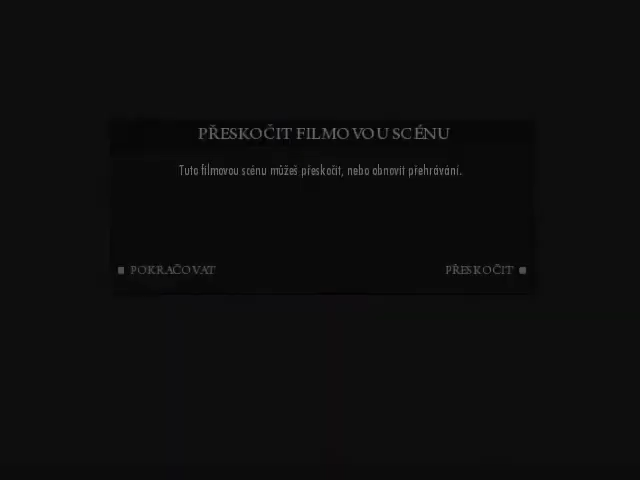 PŘESKOČIT FILMOVOU SCÉNU
Tuto filmovou scénu můžeš přeskočit, nebo obnovit přehrávání.
POKRAČOVAT
PŘESKOČIT